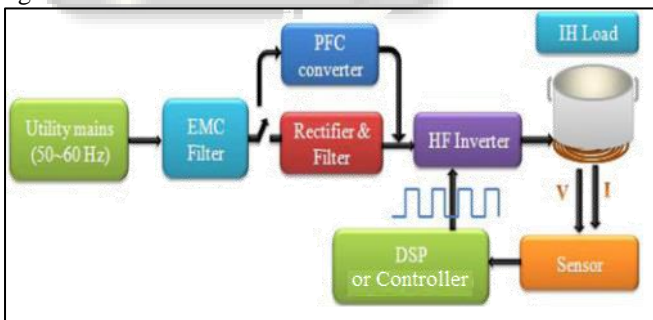 PFC
converter
IH Load
Utility mains
(50~60 Hz)
EMC
Filter
Rectifier &
Filter
HF Inverter
V
I
DSP
or Controller
Sensor